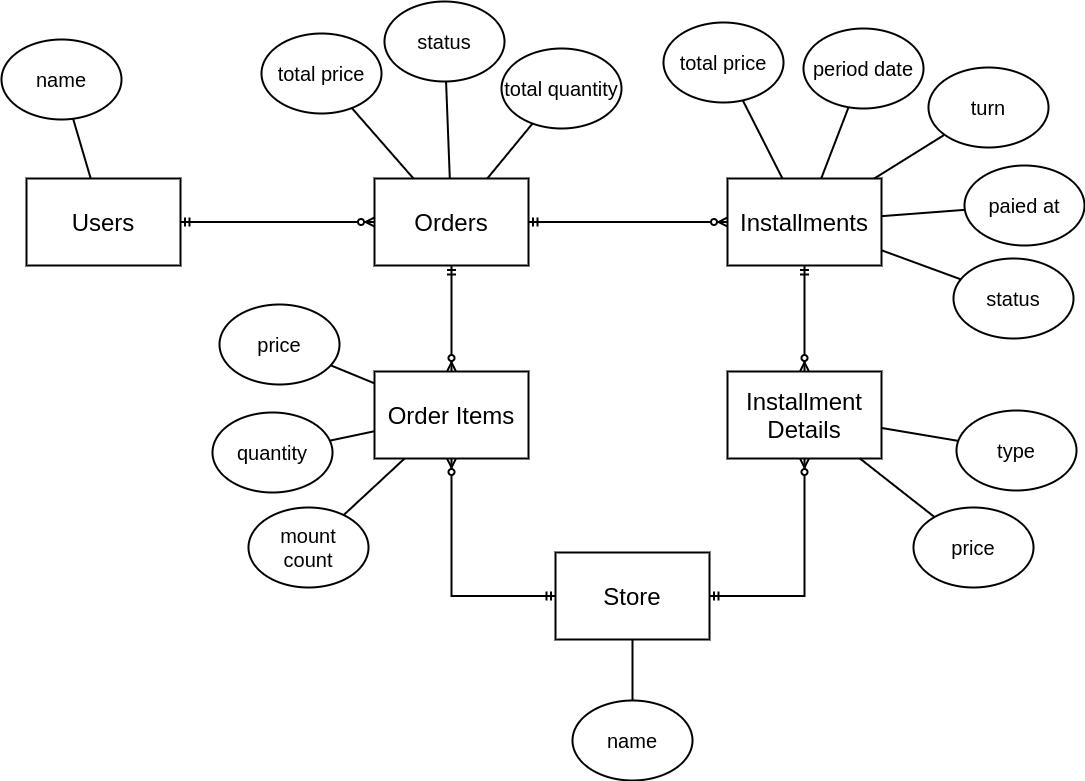 status
name
total price
total quantity
total price
period date
turn
Users
Orders
Installments
paied at
status
price
quantity
mount
count
Order Items
Installment
Details
type
price
Store
name